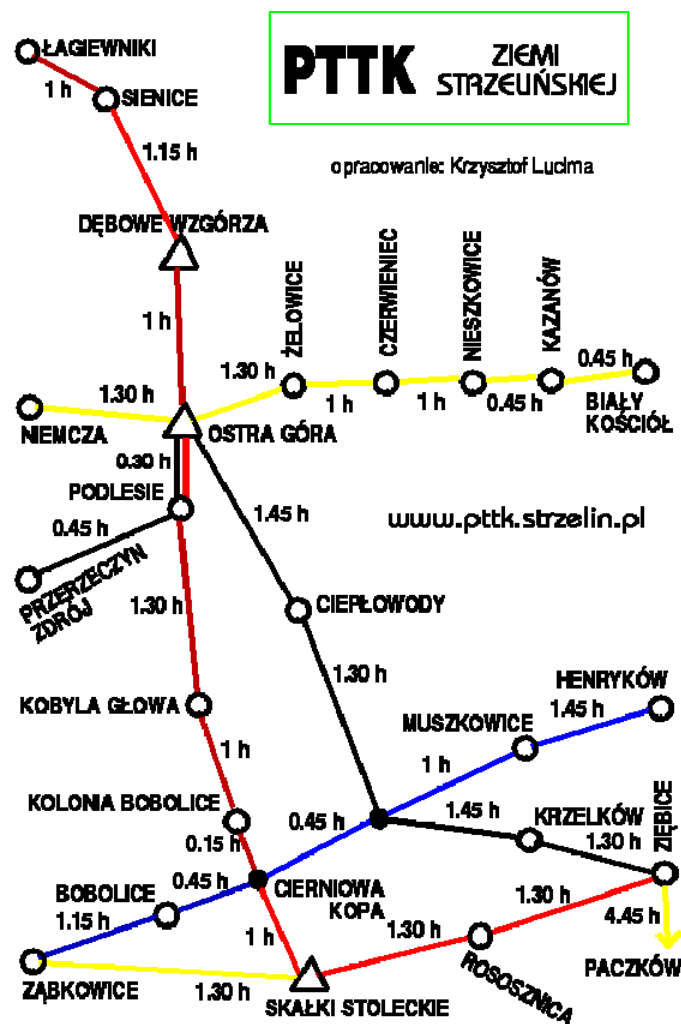 ŁAGIEWNIKI
PTTK
ZIEMI
STRZELIŃSKIEJ
1 h
SIENICE
1.15 h
opracowanie: Krzysztof Lucima
DĘBOWE WZGÓRZA
1 h
ŻELOWICE
CZERWIENIEC
NIESZKOWICE
KAZANÓW
0.45 h
1.30 h
1.30 h
1 h
1 h
0.45 h
BIAŁY
KOŚCIÓŁ
NIEMCZA
OSTRA GÓRA
0.30 h
PODLESIE
1.45 h
0.45 h
www.pttk.strzelin.pl
PRZERZECZYN
ZDRÓJ
1.30 h
CIEPŁOWODY
1.30 h
HENRYKÓW
KOBYLA GŁOWA
MUSZKOWICE
1.45 h
1 h
1 h
KOLONIA BOBOLICE
0.45 h
1.45 h
KRZELKÓW
ZIĘBICE
0.15 h
1.30 h
BOBOLICE
0.45 h
CIERNIOWA
KOPA
1.30 h
1.15 h
1 h
1.30 h
4.45 h
ZĄBKOWICE
1.30 h
ROSOSZNICA
PACZKÓW
SKAŁKI STOLECKIE